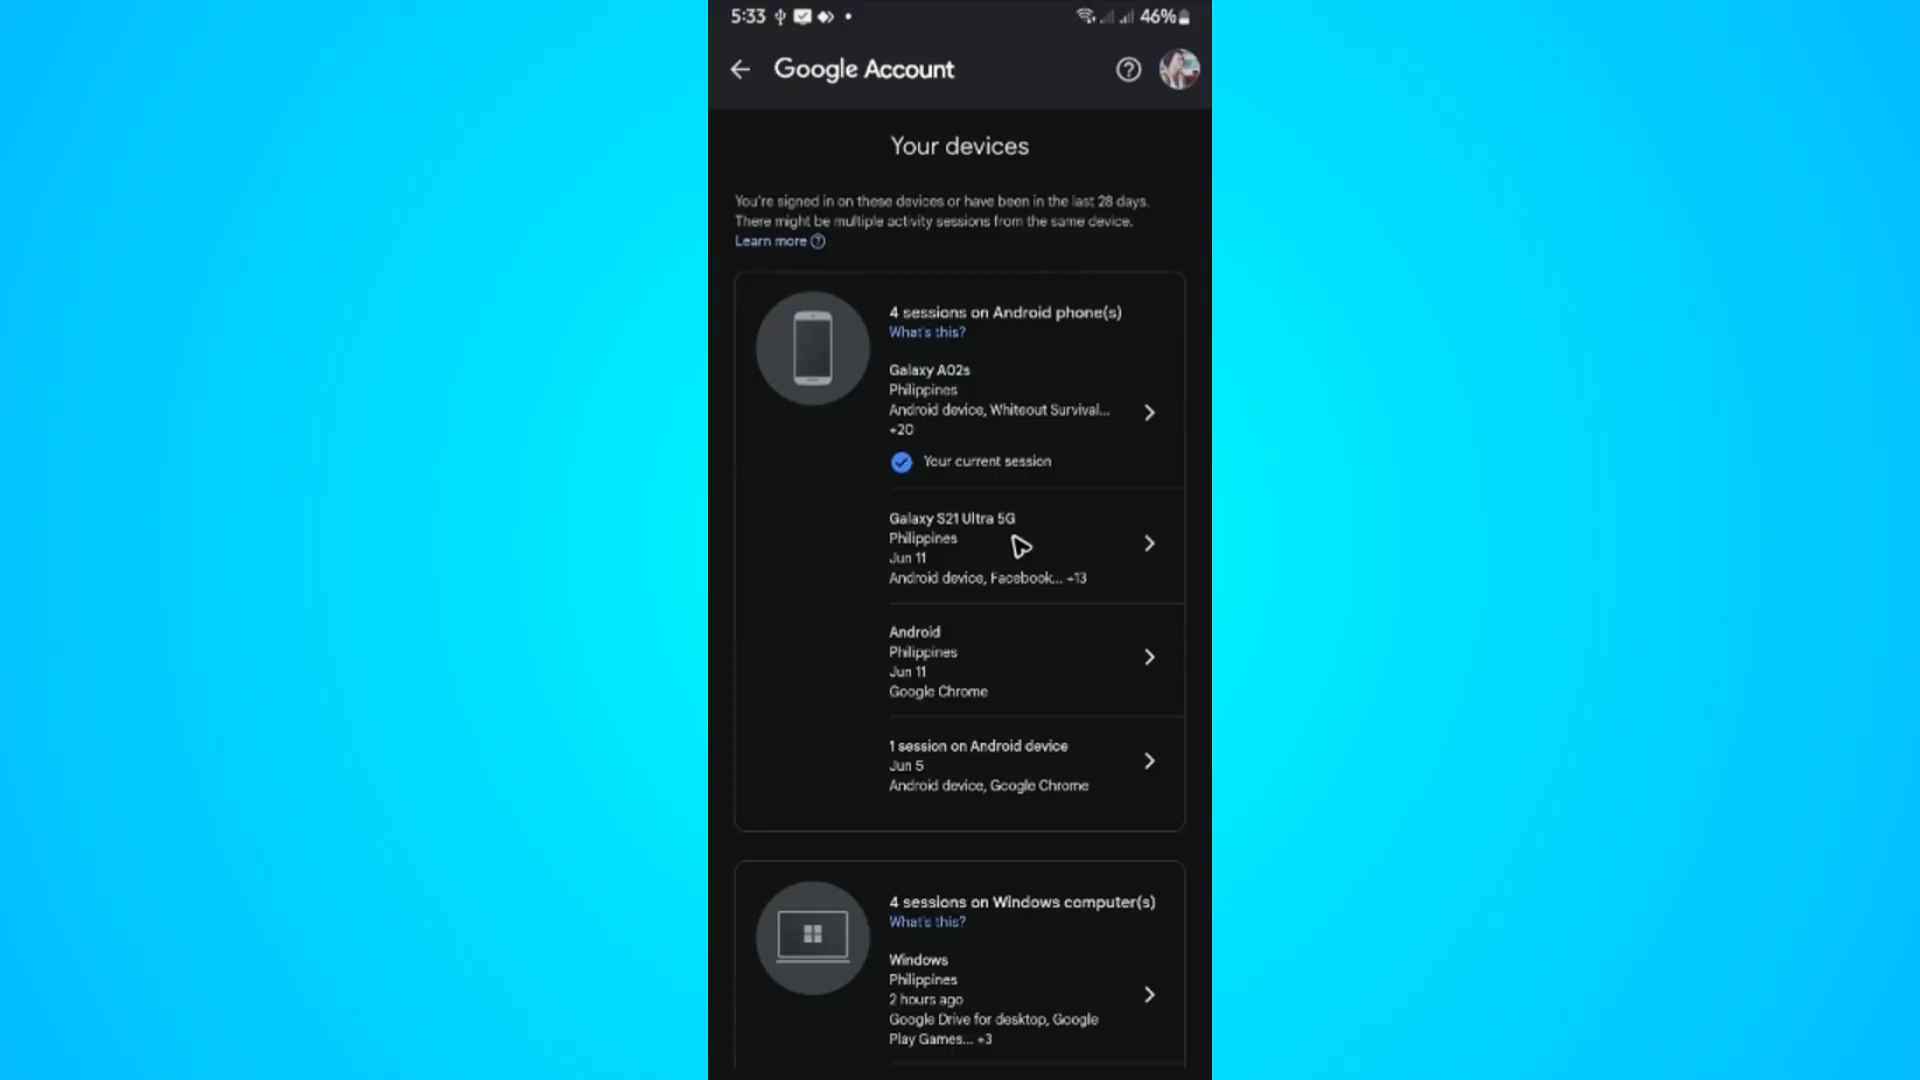 5:33
46%
Google Account
Your devices
You're signed in on these devices or have been in the last 28 days.
There might be multiple activity sessions from the same device.
Learn more
4 sessions on Android phone(s)
What's this?
Galaxy A02s
Philippines
Android device, Whiteout Survival...
+20
Your current session
Galaxy S21 Ultra 5G
Philippines
Jun 11
Android device, Facebook... +13
Android
Philippines
Jun 11
Google Chrome
1 session on Android device
Jun 5
Android device, Google Chrome
4 sessions on Windows computer(s)
What's this?
Windows
Philippines
2 hours ago
Google Drive for desktop, Google
Play Games... +3